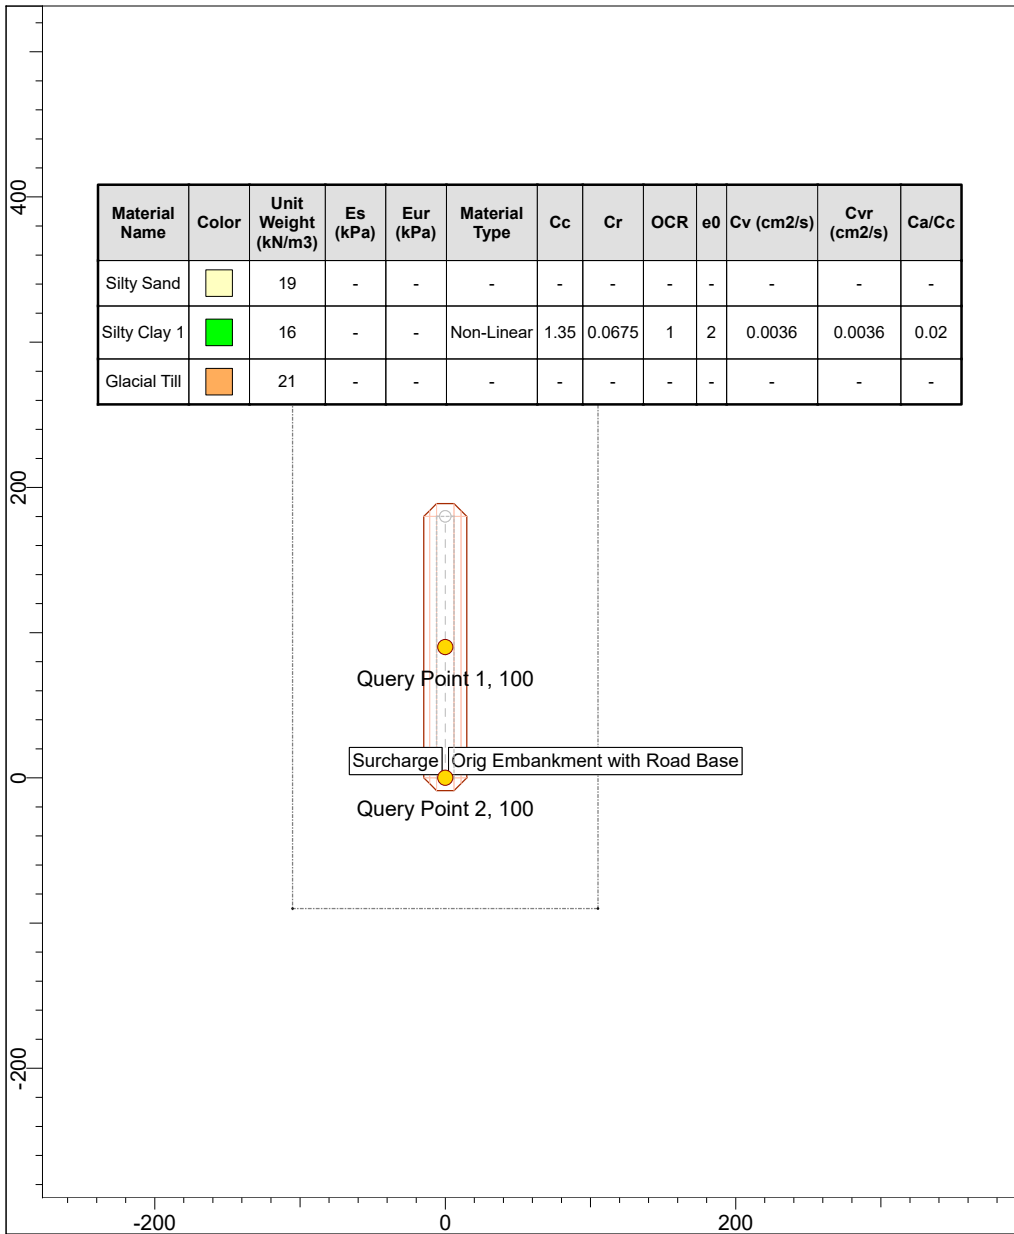 400
200
0
-200
Material Name Color Unit Weight (kN/m3) Es (kPa) Eur (kPa) Material Type Cc Cr OCR e0 Cv (cm2/s) Cvr (cm2/s) Ca/Cc
Silty Sand 19 - - - - - - - - - -
Silty Clay 1 16 - - Non-Linear 1.35 0.0675 1 2 0.0036 0.0036 0.02
Glacial Till 21 - - - - - - - - - -
Query Point 1, 100
Surcharge Orig Embankment with Road Base
Query Point 2, 100
-200 0 200